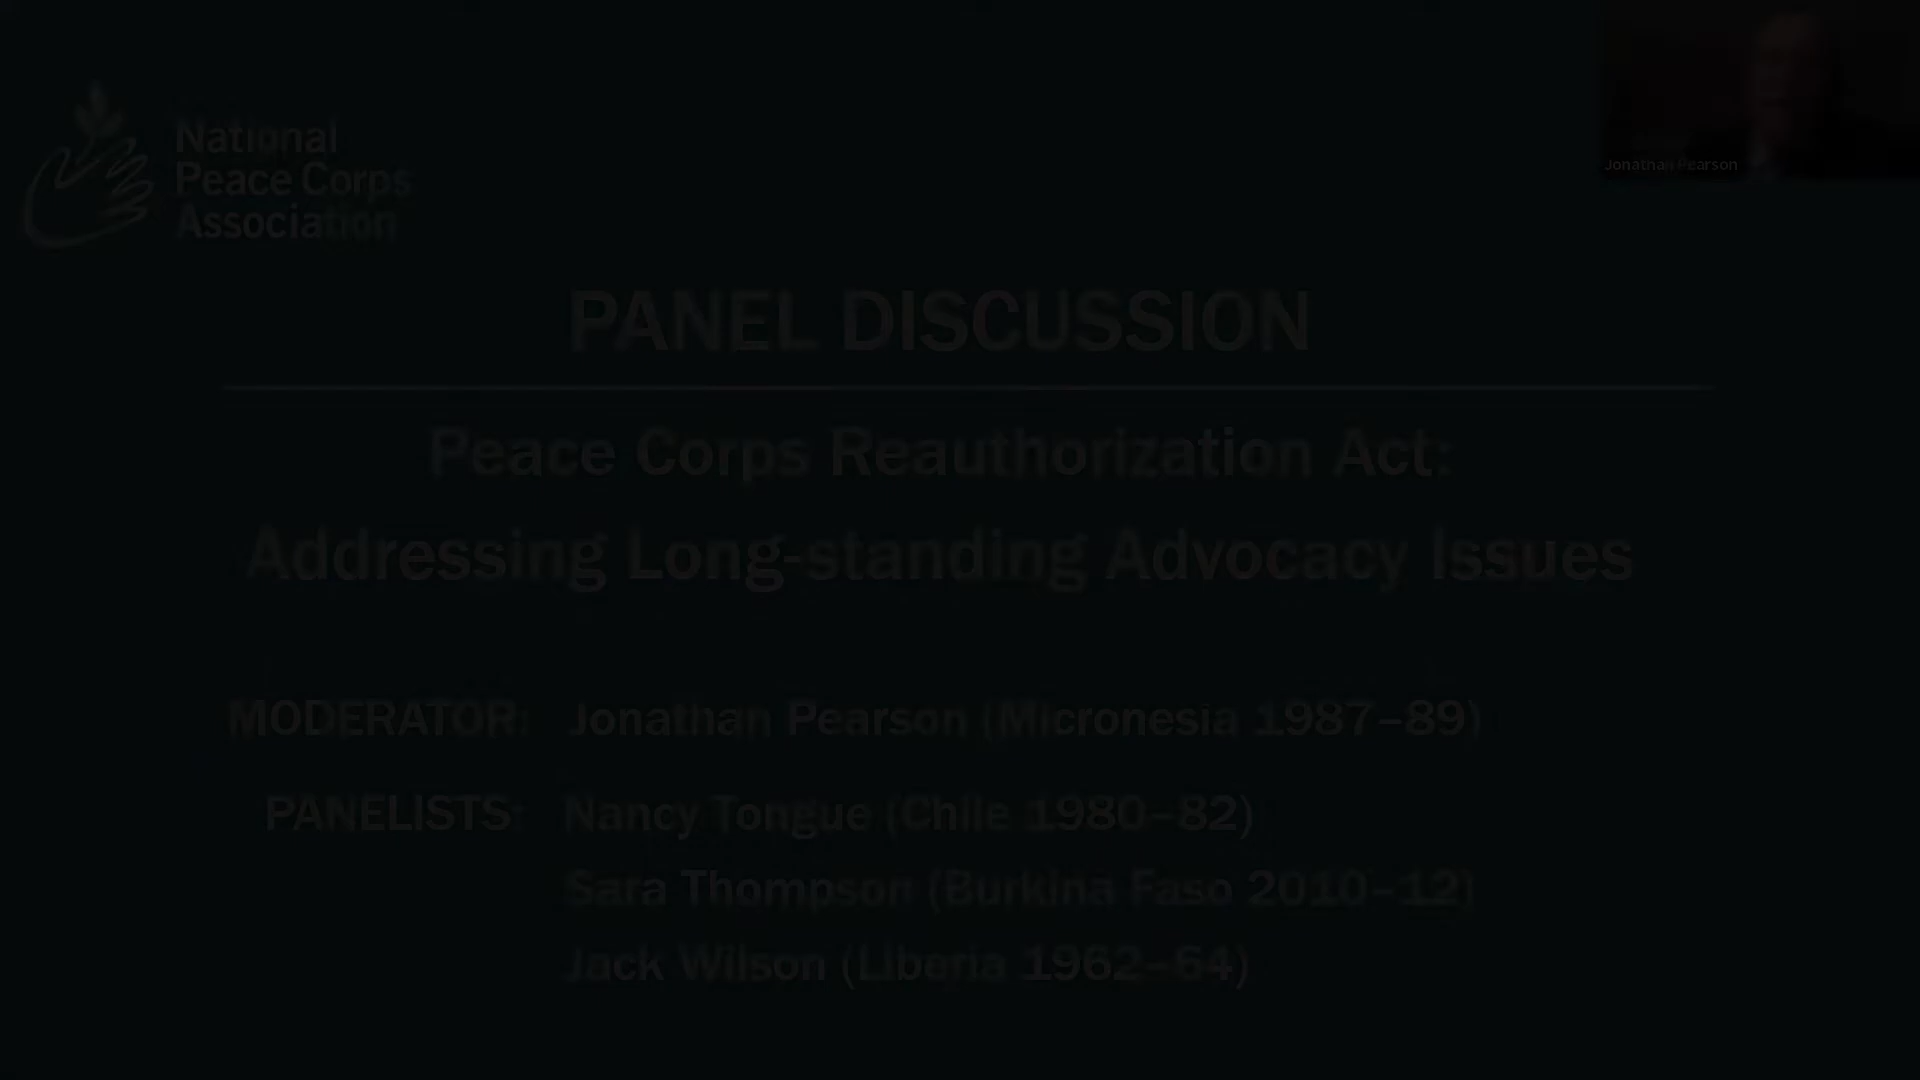 National
Peace Corps
Association
Jonathan Pearson
PANEL DISCUSSION
Peace Corps Reauthorization Act:
Addressing Long-standing Advocacy Issues
MODERATOR: Jonathan Pearson (Micronesia 1987–89)
PANELISTS: Nancy Tongue (Chile 1980–82)
Sara Thompson (Burkina Faso 2010–12)
Jack Wilson (Liberia 1962–64)